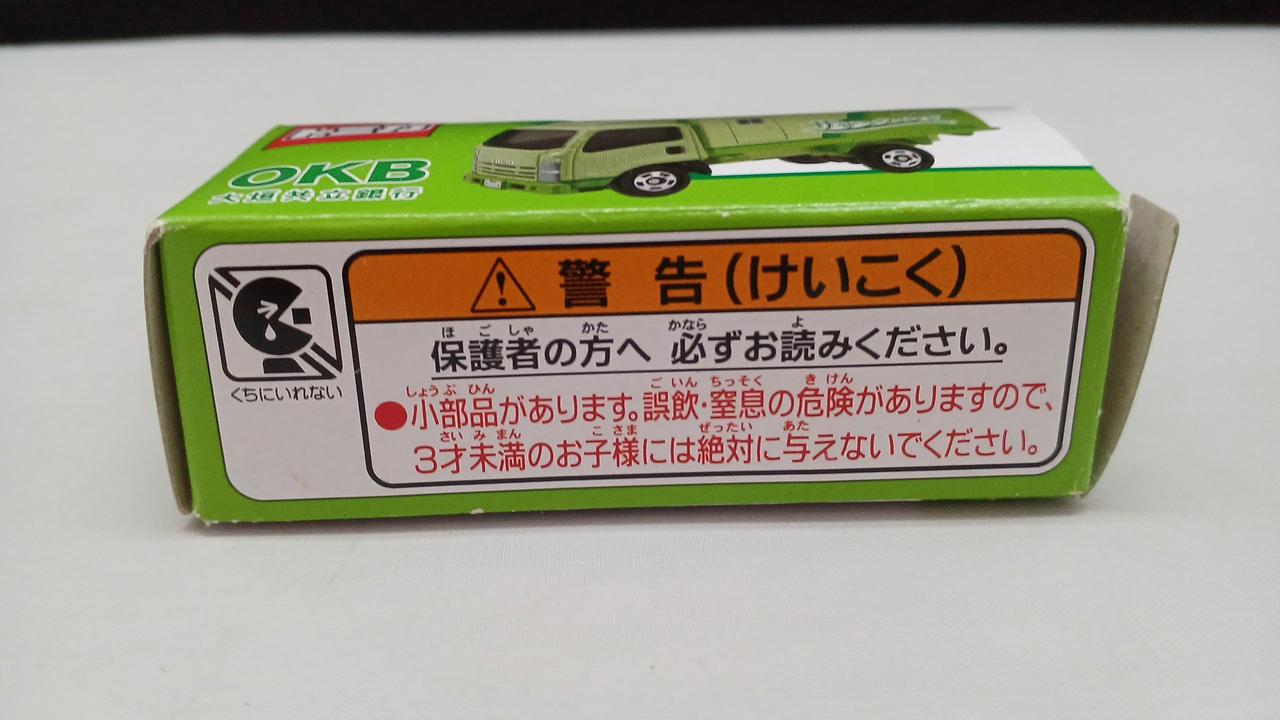 OKB
大垣共立銀行
警 告(けいこく)
くちにいれない
保護者の方へ 必ずお読みください。
ほ ご しゃ かた かなら よ
●小部品があります。誤飲・窒息の危険がありますので、
しょうぶ ひん ご いん ちっそく き けん
3才未満のお子様には絶対に与えないでください。
さい み まん こ さま ぜったい あた